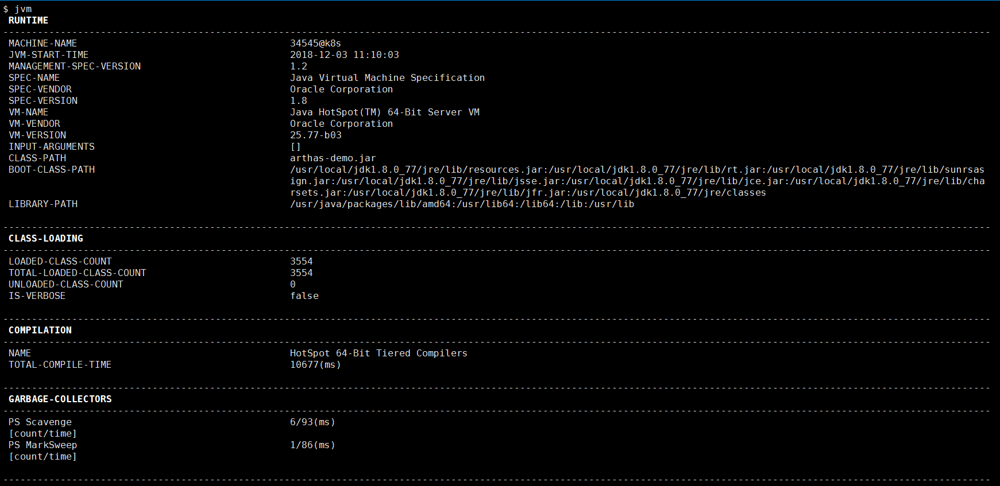 $ jvm
RUNTIME
MACHINE-NAME 34545@k8s
JVM-START-TIME 2018-12-03 11:10:03
MANAGEMENT-SPEC-VERSION 1.2
SPEC-NAME Java Virtual Machine Specification
SPEC-VENDOR Oracle Corporation
SPEC-VERSION 1.8
VM-NAME Java HotSpot(TM) 64-Bit Server VM
VM-VENDOR Oracle Corporation
VM-VERSION 25.77-b03
INPUT-ARGUMENTS []
CLASS-PATH arthas-demo.jar
BOOT-CLASS-PATH /usr/local/jdk1.8.0_77/jre/lib/resources.jar:/usr/local/jdk1.8.0_77/jre/lib/rt.jar:/usr/local/jdk1.8.0_77/jre/lib/sunrsas
ign.jar:/usr/local/jdk1.8.0_77/jre/lib/jsse.jar:/usr/local/jdk1.8.0_77/jre/lib/jce.jar:/usr/local/jdk1.8.0_77/jre/lib/cha
rsets.jar:/usr/local/jdk1.8.0_77/jre/lib/jfr.jar:/usr/local/jdk1.8.0_77/jre/classes
LIBRARY-PATH /usr/java/packages/lib/amd64:/usr/lib64:/lib64:/lib:/usr/lib
CLASS-LOADING
LOADED-CLASS-COUNT 3554
TOTAL-LOADED-CLASS-COUNT 3554
UNLOADED-CLASS-COUNT 0
IS-VERBOSE false
COMPILATION
NAME HotSpot 64-Bit Tiered Compilers
TOTAL-COMPILE-TIME 10677(ms)
GARBAGE-COLLECTORS
PS Scavenge 6/93(ms)
[count/time]
PS MarkSweep 1/86(ms)
[count/time]